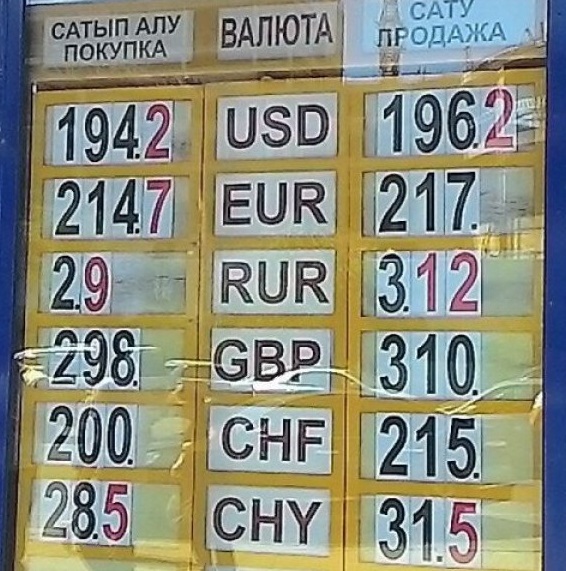 САТЫП АЛУ ПОКУПКА ВАЛЮТА САТУ ПРОДАЖА
194.2 USD 196.2
214.7 EUR 217.
2.9 RUR 3.12
298. GBP 310.
200. CHF 215.
28.5 CHY 31.5